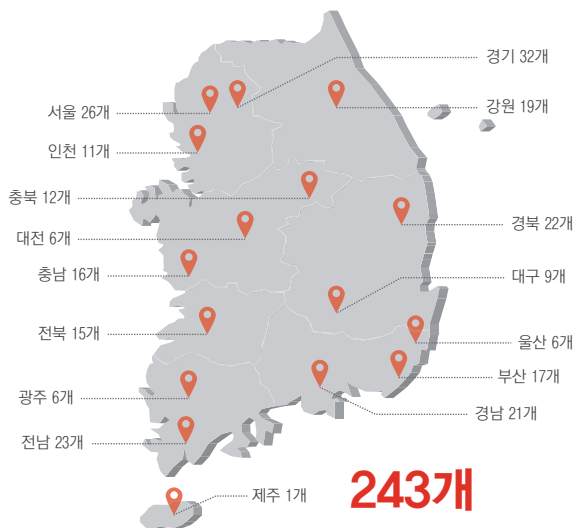 경기 32개
서울 26개
강원 19개
인천 11개
충북 12개
경북 22개
대전 6개
충남 16개
대구 9개
전북 15개
울산 6개
부산 17개
광주 6개
경남 21개
전남 23개
제주 1개
243개